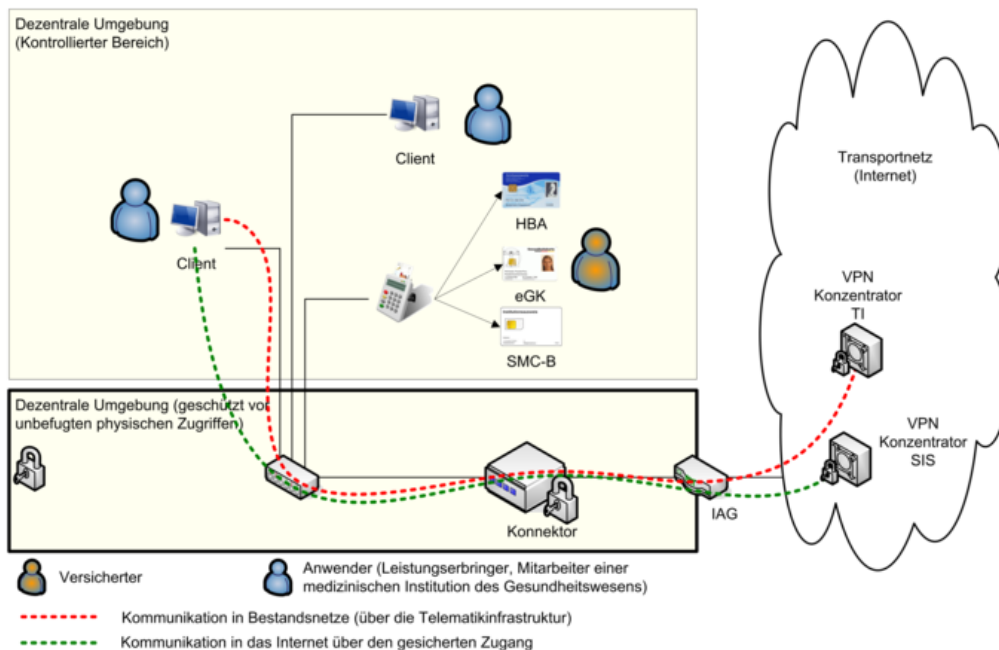 Dezentrale Umgebung
(Kontrollierter Bereich)
Client
Client
HBA
eGK
SMC-B
Transportnetz
(Internet)
VPN
Konzentrator
TI
VPN
Konzentrator
SIS
Dezentrale Umgebung (geschützt vor
unbefugten physischen Zugriffen)
Konnektor
IAG
Versicherter
Anwender (Leistungserbringer, Mitarbeiter einer
medizinischen Institution des Gesundheitswesens)
Kommunikation in Bestandsnetze (über die Telematikinfrastruktur)
Kommunikation in das Internet über den gesicherten Zugang